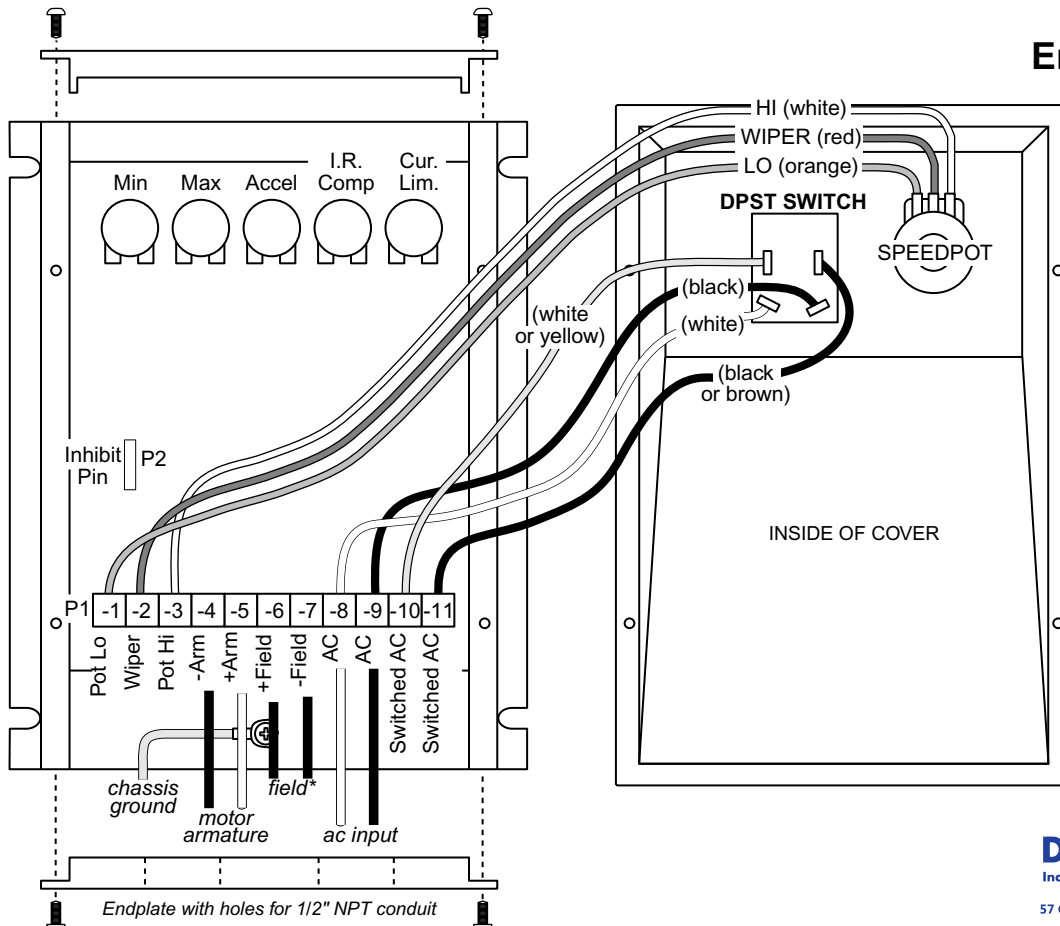 Er
HI (white)
WIPER (red)
LO (orange)
DPST SWITCH
SPEEDPOT
Min
Max
Accel
I.R.
Comp
Cur.
Lim.
(white
or yellow)
(black)
(white)
(black
or brown)
Inhibit
Pin
P2
INSIDE OF COVER
P1
-1
-2
-3
-4
-5
-6
-7
-8
-9
-10
-11
Pot Lo
Wiper
Pot Hi
-Arm
+Arm
+Field
-Field
AC
AC
Switched AC
Switched AC
chassis
ground
motor
armature
field*
ac input
Endplate with holes for 1/2" NPT conduit
D
57